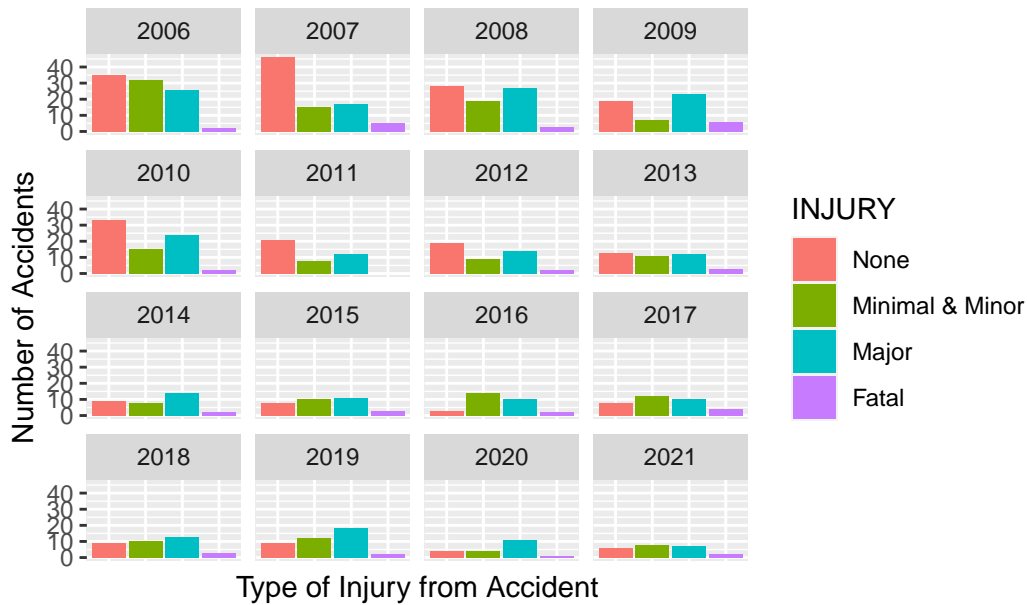 2006 2007 2008 2009
40
30
20
10
0
2010 2011 2012 2013
40
30
20
10
0
2014 2015 2016 2017
40
30
20
10
0
2018 2019 2020 2021
40
30
20
10
0
Number of Accidents
Type of Injury from Accident
INJURY
None
Minimal & Minor
Major
Fatal